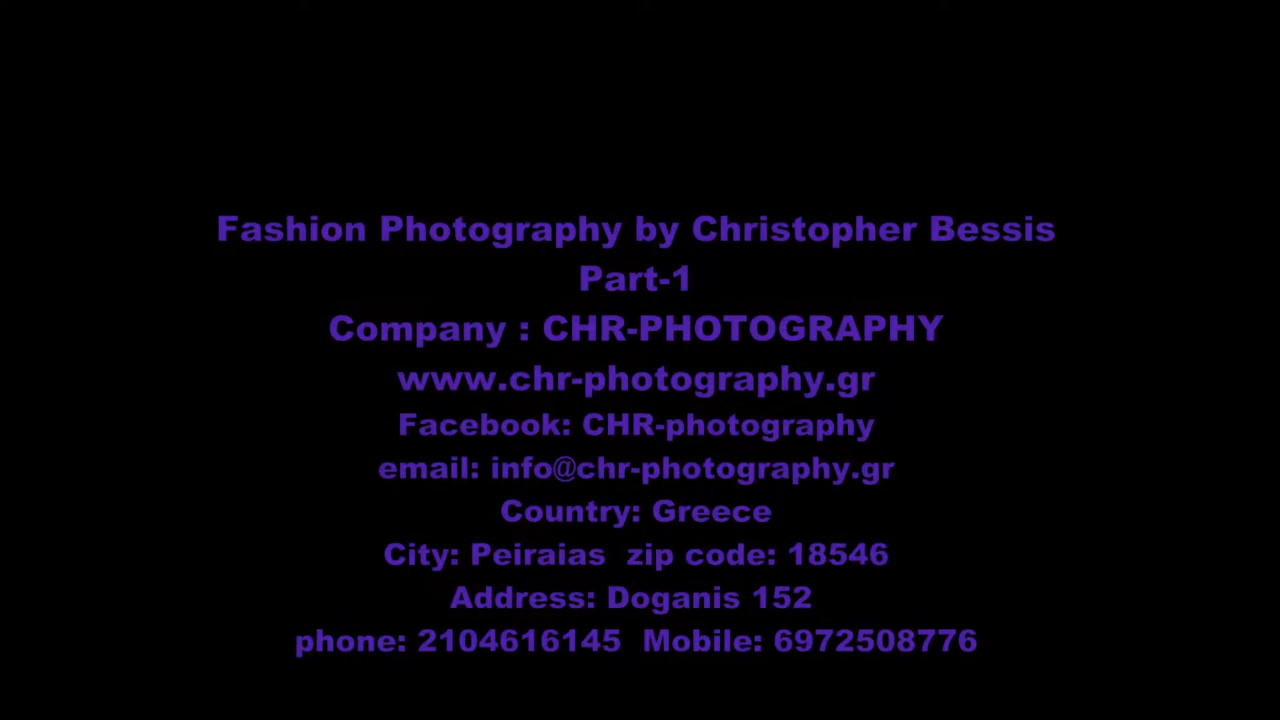 Fashion Photography by Christopher Bessis
Part-1
Company : CHR-PHOTOGRAPHY
www.chr-photography.gr
Facebook: CHR-photography
email: info@chr-photography.gr
Country: Greece
City: Peiraias  zip code: 18546
Address: Doganis 152
phone: 2104616145  Mobile: 6972508776